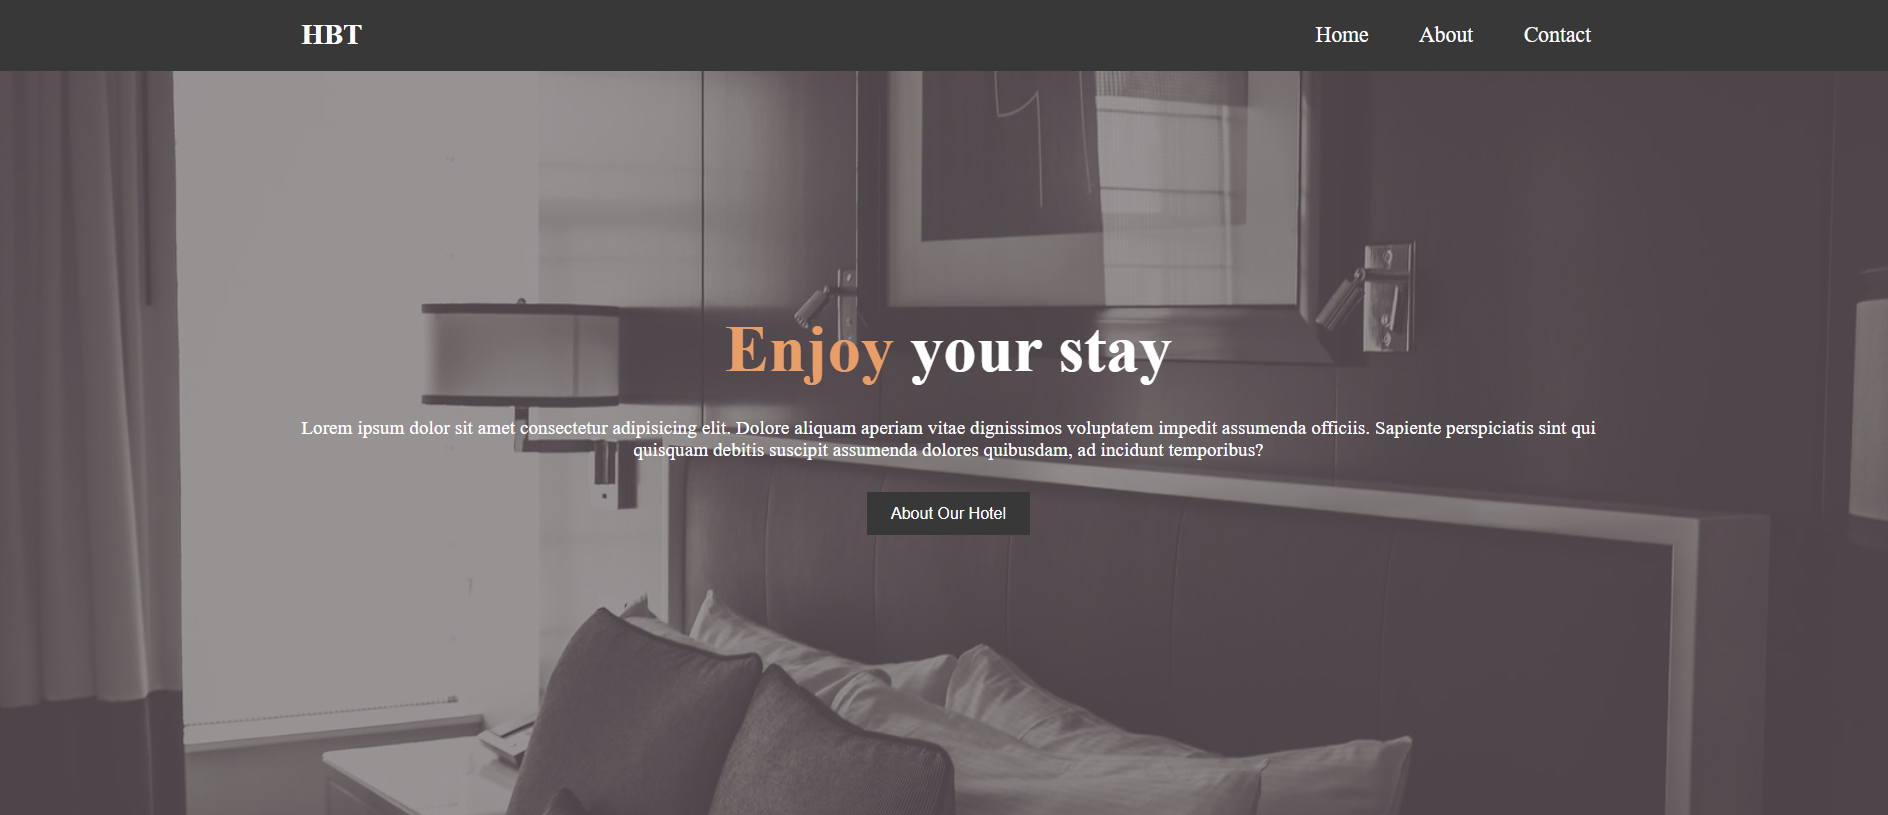 HBT
Home
About
Contact
Enjoy your stay
Lorem ipsum dolor sit amet consectetur adipisicing elit. Dolore aliquam aperiam vitae dignissimos voluptatem impedit assumenda officiis. Sapiente perspiciatis sint qui
quisquam debitis suscipit assumenda dolores quibusdam, ad incidunt temporibus?
About Our Hotel